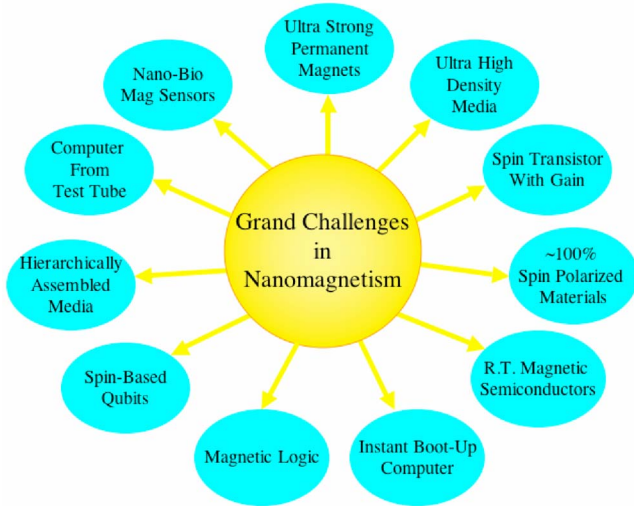 Grand Challenges
in
Nanomagnetism
Ultra Strong
Permanent
Magnets
Ultra High
Density
Media
Spin Transistor
With Gain
~100%
Spin Polarized
Materials
R.T. Magnetic
Semiconductors
Instant Boot-Up
Computer
Magnetic Logic
Spin-Based
Qubits
Hierarchically
Assembled
Media
Computer
From
Test Tube
Nano-Bio
Mag Sensors